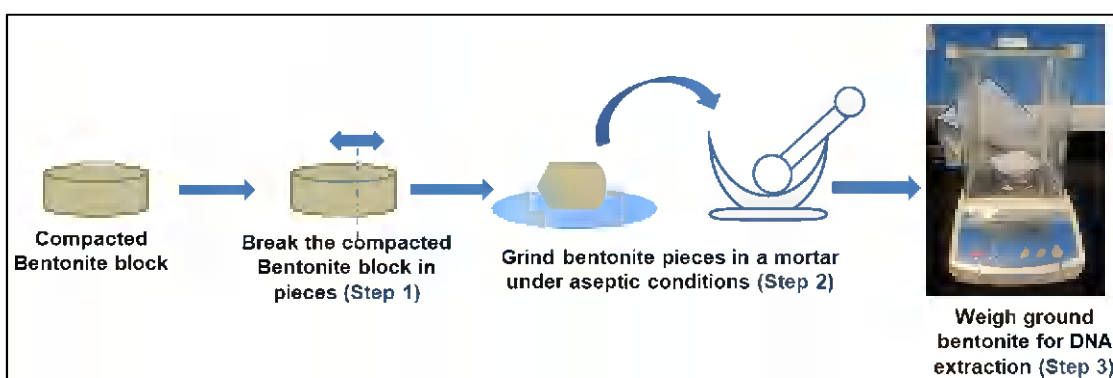 Compacted
Bentonite block
Break the compacted
Bentonite block in
pieces (Step 1)
Grind bentonite pieces in a mortar
under aseptic conditions (Step 2)
Weigh ground
bentonite for DNA
extraction (Step 3)